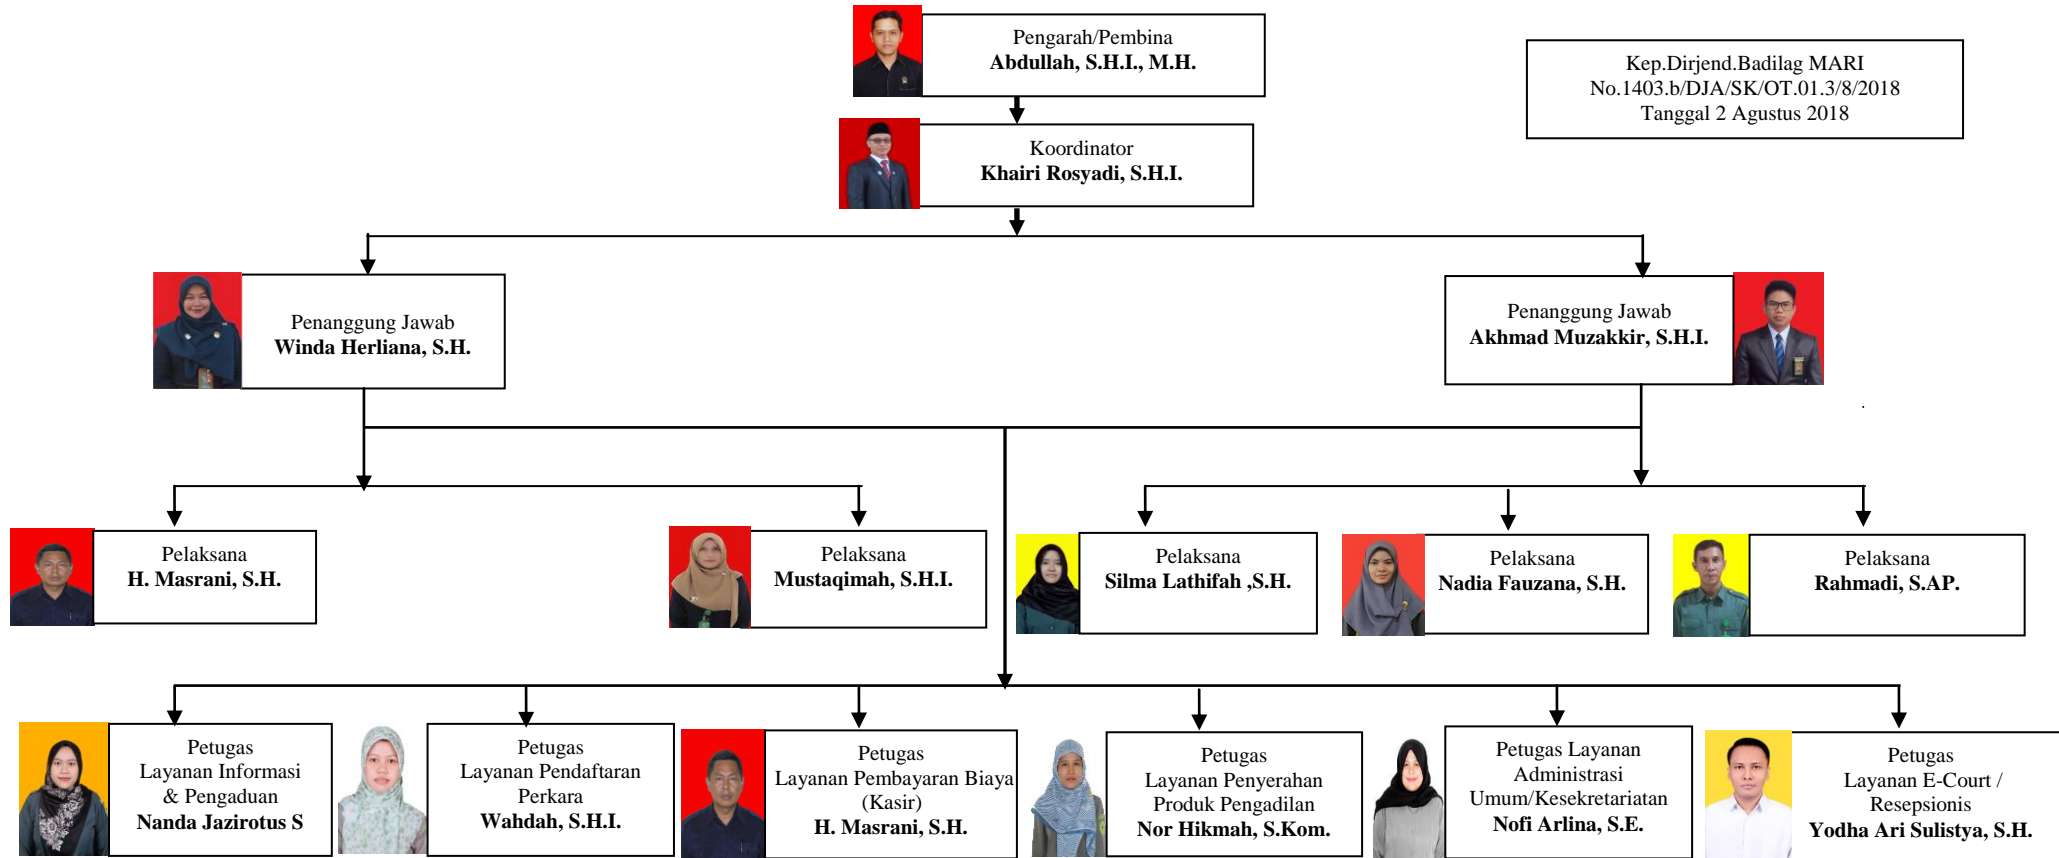 Pengarah/Pembina
Abdullah, S.H.I., M.H.
Kep.Dirjend.Badilag MARI
No.1403.b/DJA/SK/OT.01.3/8/2018
Tanggal 2 Agustus 2018
Koordinator
Khairi Rosyadi, S.H.I.
Penanggung Jawab
Winda Herliana, S.H.
Penanggung Jawab
Akhmad Muzakkir, S.H.I.
.
Pelaksana
H. Masrani, S.H.
Pelaksana
Mustaqimah, S.H.I.
Pelaksana
Silma Lathifah ,S.H.
Pelaksana
Nadia Fauzana, S.H.
Pelaksana
Rahmadi, S.AP.
Petugas
Layanan Informasi
& Pengaduan
Nanda Jazirotus S
Petugas
Layanan Pendaftaran
Perkara
Wahdah, S.H.I.
Petugas
Layanan Pembayaran Biaya
(Kasir)
H. Masrani, S.H.
Petugas
Layanan Penyerahan
Produk Pengadilan
Nor Hikmah, S.Kom.
Petugas Layanan
Administrasi
Umum/Kesekretariatan
Nofi Arlina, S.E.
Petugas
Layanan E-Court /
Resepsionis
Yodha Ari Sulistya, S.H.